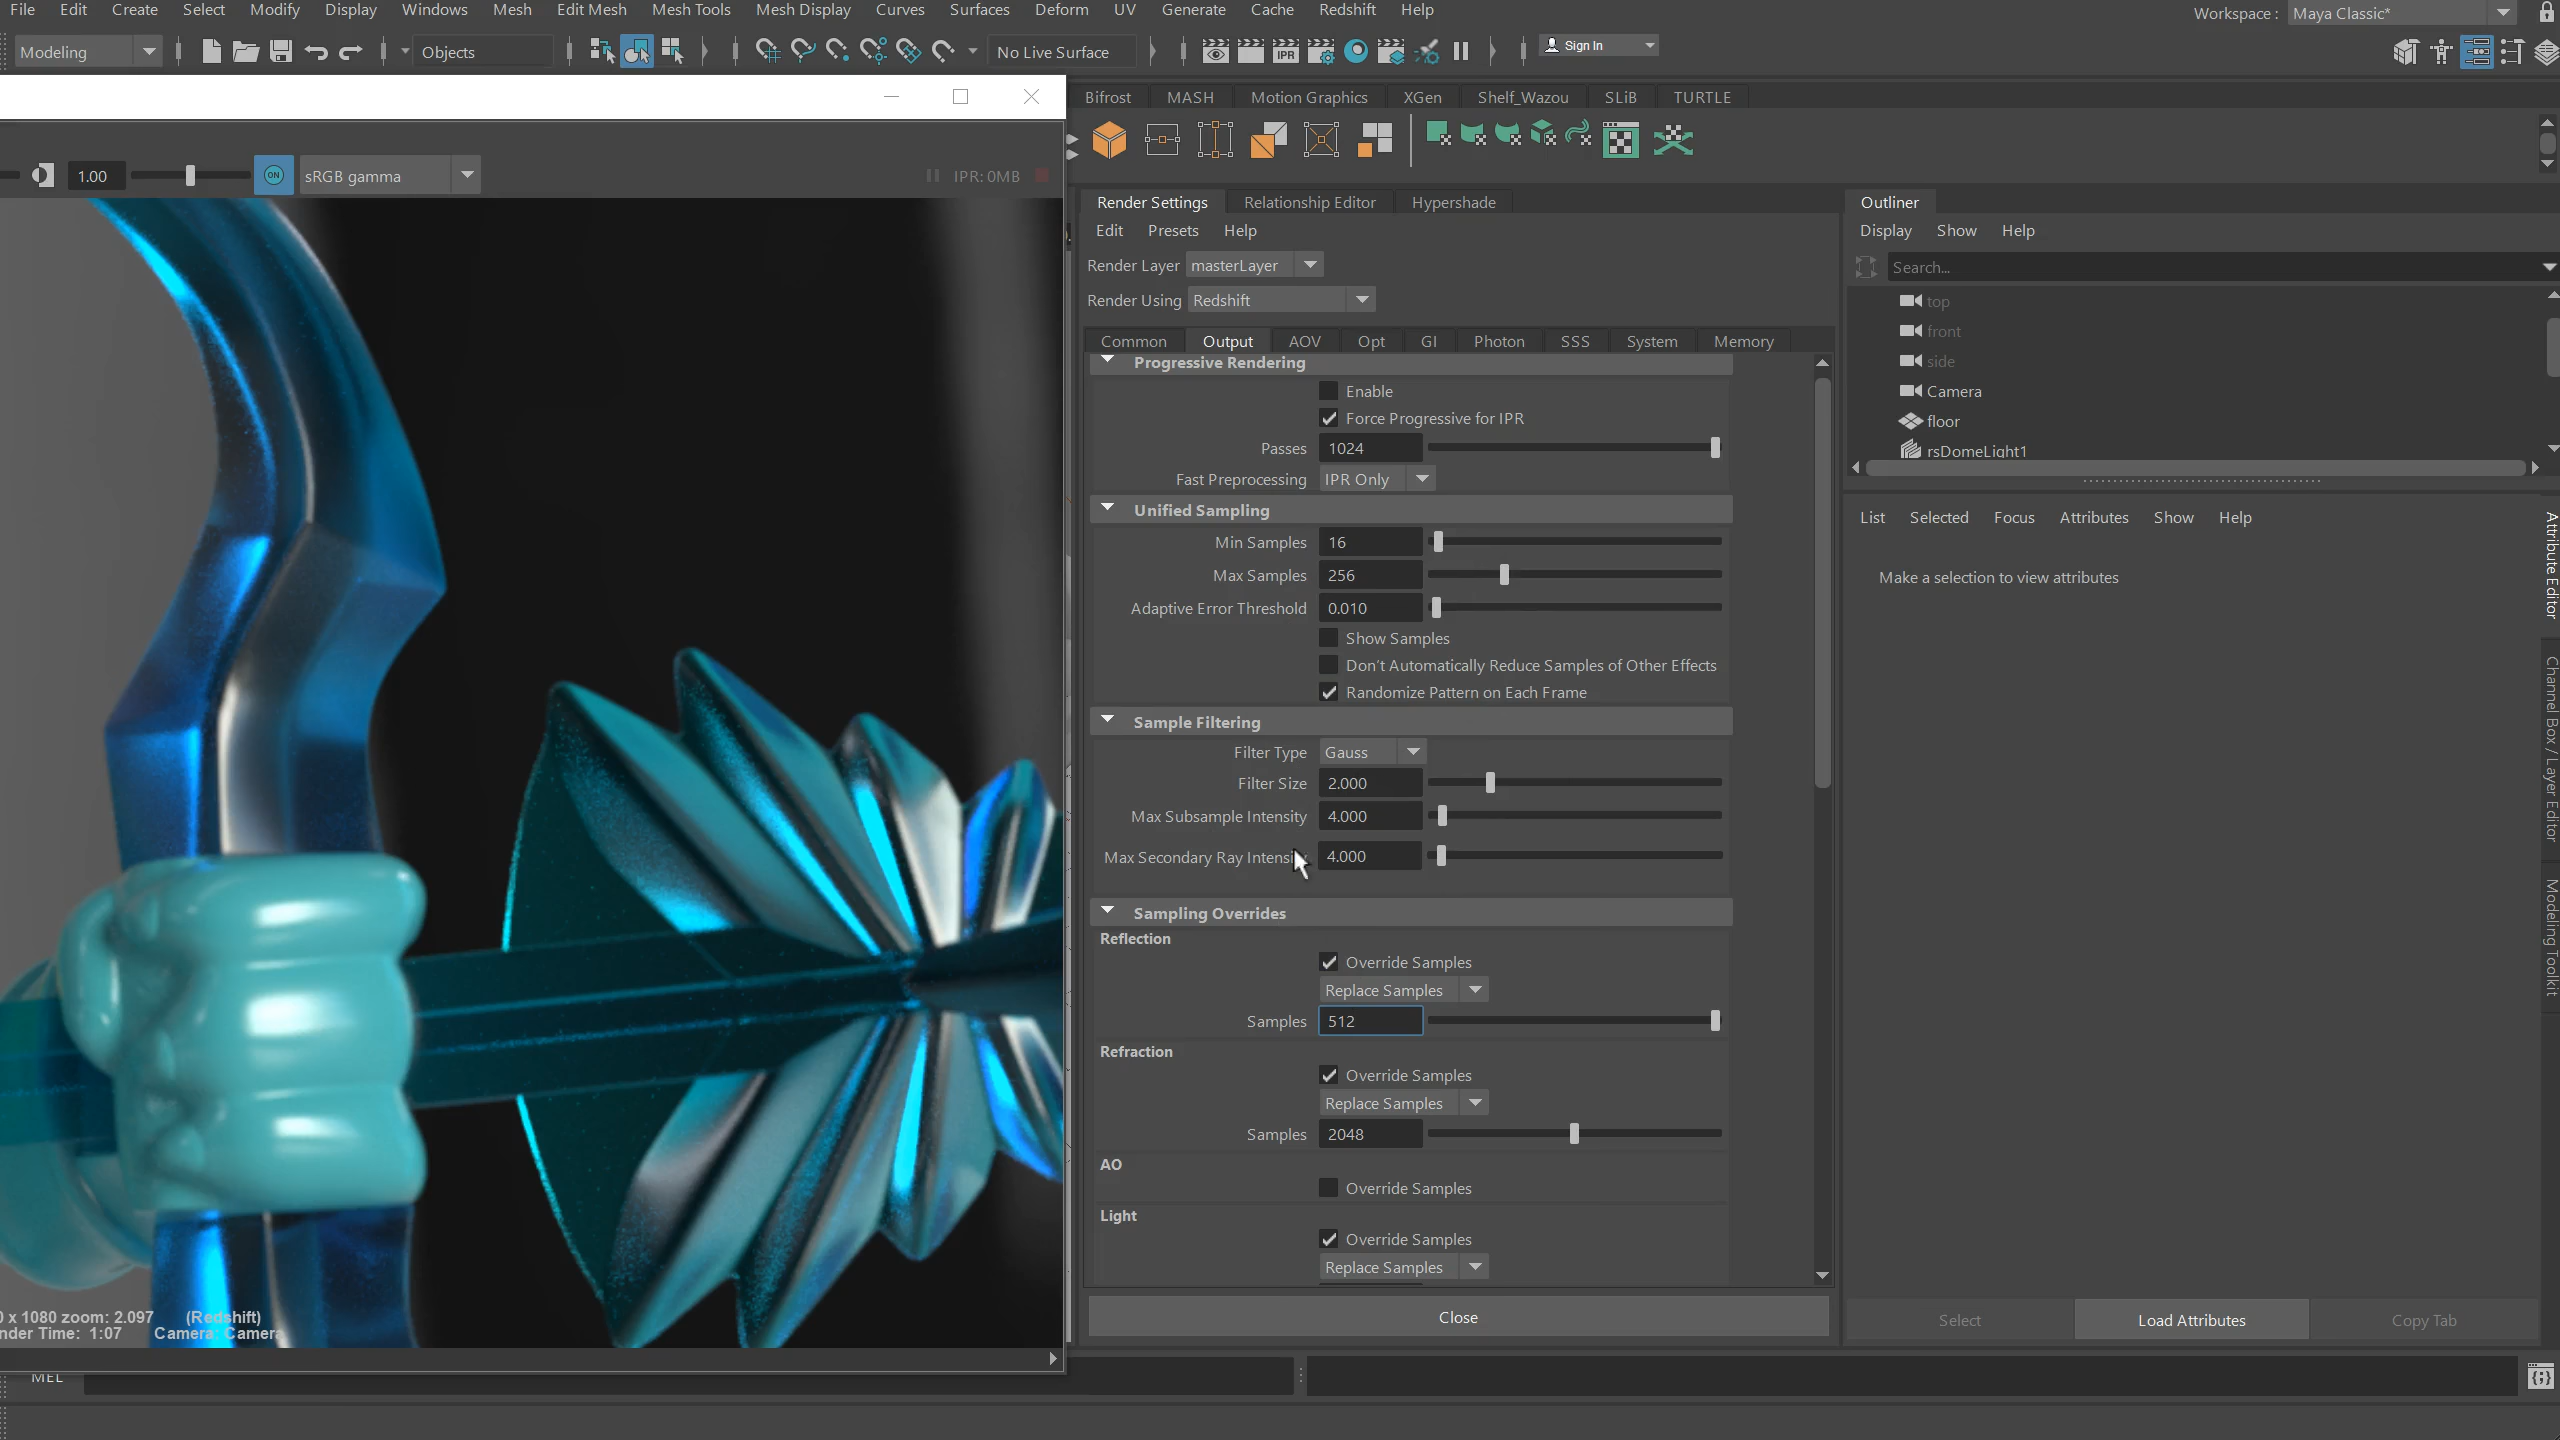 File Edit Create Select Modify Display Windows Mesh Edit Mesh Mesh Tools Mesh Display Curves Surfaces Deform UV Generate Cache Redshift Help
Workspace : Maya Classic*
Modeling Objects No Live Surface IPR Sign In
Bifrost MASH Motion Graphics XGen Shelf_Wazou SLiB TURTLE
1.00 ON sRGB gamma IPR: 0MB
Render Settings Relationship Editor Hypershade
Edit Presets Help
Render Layer masterLayer
Render Using Redshift
Common Output AOV Opt GI Photon SSS System Memory
Progressive Rendering
Enable
Force Progressive for IPR
Passes 1024
Fast Preprocessing IPR Only
Unified Sampling
Min Samples 16
Max Samples 256
Adaptive Error Threshold 0.010
Show Samples
Don't Automatically Reduce Samples of Other Effects
Randomize Pattern on Each Frame
Sample Filtering
Filter Type Gauss
Filter Size 2.000
Max Subsample Intensity 4.000
Max Secondary Ray Intensity 4.000
Sampling Overrides
Reflection
Override Samples
Replace Samples
Samples 512
Refraction
Override Samples
Replace Samples
Samples 2048
AO
Override Samples
Light
Override Samples
Replace Samples
Close
Outliner
Display Show Help
Search...
top
front
side
Camera
floor
rsDomeLight1
List Selected Focus Attributes Show Help
Make a selection to view attributes
Select Load Attributes Copy Tab
Attribute Editor
Channel Box / Layer Editor
Modeling Toolkit
0 x 1080 zoom: 2.097 (Redshift)
nder Time: 1:07 Camera: Camera
MEL